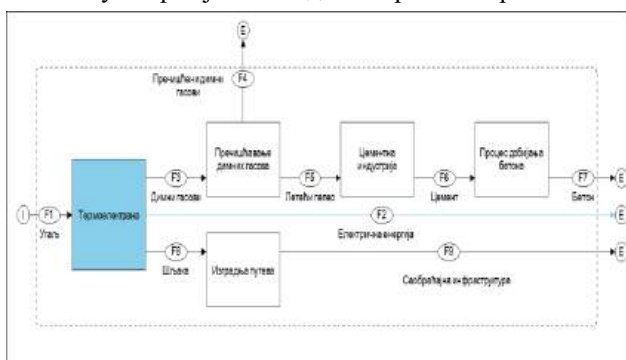 E
Пречишћени димни
гасови
F4
Пречишћавање
димних гасова
Цементна
индустрија
Процес добијања
бетона
F3
Димни гасови
F5
Летећи пепео
F6
Цемент
F7
Бетон
E
I
F1
Угаљ
Термоелектрана
F2
Електрична енергија
E
F8
Шљака
Изградња путева
F9
Саобраћајна инфраструктура
E